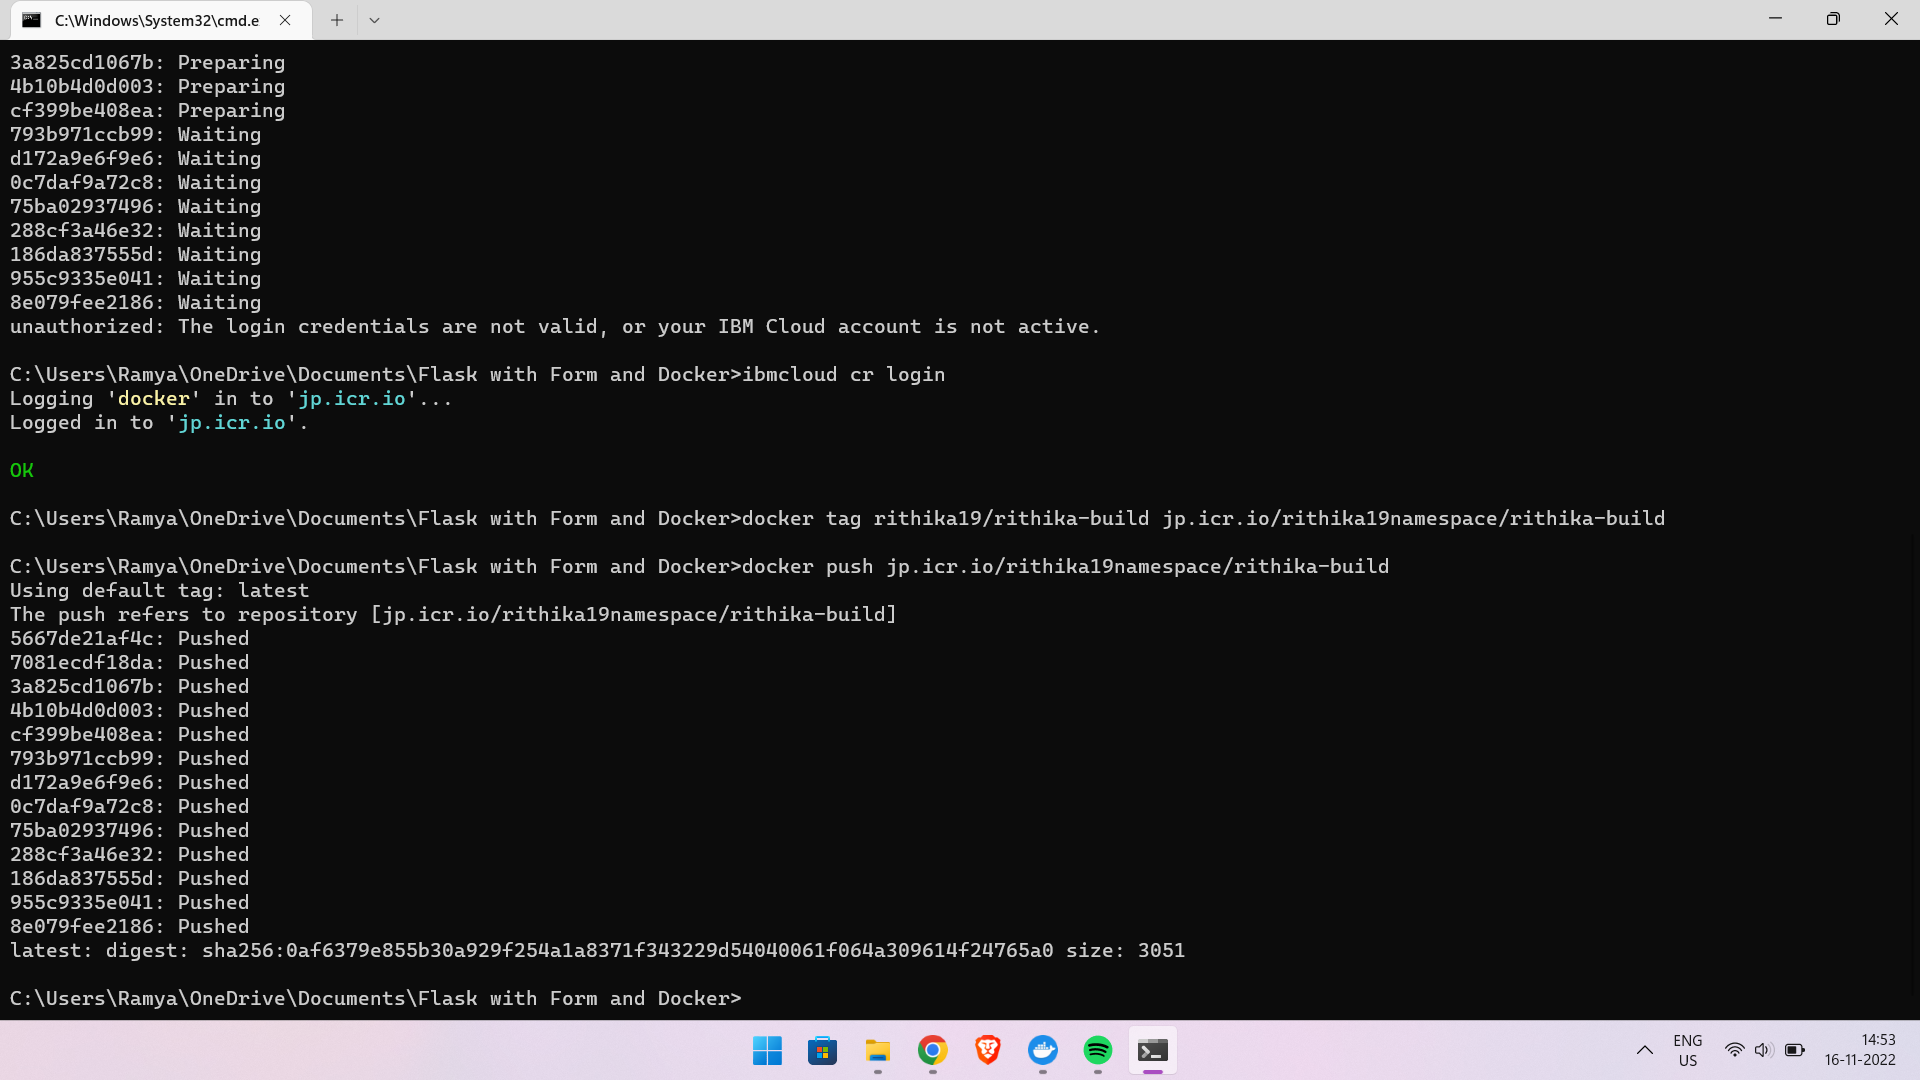 C:\Windows\System32\cmd.e
3a825cd1067b: Preparing
4b10b4d0d003: Preparing
cf399be408ea: Preparing
793b971ccb99: Waiting
d172a9e6f9e6: Waiting
0c7daf9a72c8: Waiting
75ba02937496: Waiting
288cf3a46e32: Waiting
186da837555d: Waiting
955c9335e041: Waiting
8e079fee2186: Waiting
unauthorized: The login credentials are not valid, or your IBM Cloud account is not active.
C:\Users\Ramya\OneDrive\Documents\Flask with Form and Docker>ibmcloud cr login
Logging 'docker' in to 'jp.icr.io'...
Logged in to 'jp.icr.io'.
OK
C:\Users\Ramya\OneDrive\Documents\Flask with Form and Docker>docker tag rithika19/rithika-build jp.icr.io/rithika19namespace/rithika-build
C:\Users\Ramya\OneDrive\Documents\Flask with Form and Docker>docker push jp.icr.io/rithika19namespace/rithika-build
Using default tag: latest
The push refers to repository [jp.icr.io/rithika19namespace/rithika-build]
5667de21af4c: Pushed
7081ecdf18da: Pushed
3a825cd1067b: Pushed
4b10b4d0d003: Pushed
cf399be408ea: Pushed
793b971ccb99: Pushed
d172a9e6f9e6: Pushed
0c7daf9a72c8: Pushed
75ba02937496: Pushed
288cf3a46e32: Pushed
186da837555d: Pushed
955c9335e041: Pushed
8e079fee2186: Pushed
latest: digest: sha256:0af6379e855b30a929f254a1a8371f343229d54040061f064a309614f24765a0 size: 3051
C:\Users\Ramya\OneDrive\Documents\Flask with Form and Docker>
ENG
US
14:53
16-11-2022